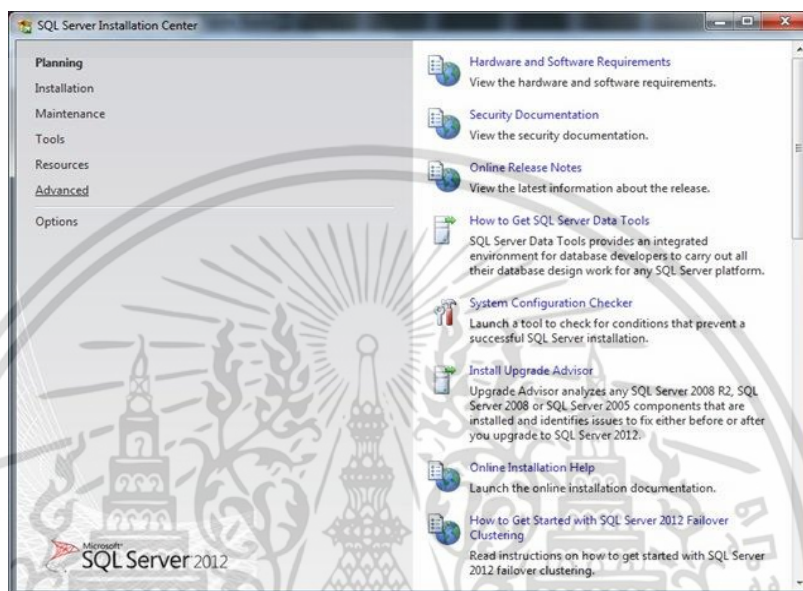 SQL Server Installation Center
Planning
Installation
Maintenance
Tools
Resources
Advanced
Options
Microsoft®
SQL Server 2012
Hardware and Software Requirements
View the hardware and software requirements.
Security Documentation
View the security documentation.
Online Release Notes
View the latest information about the release.
How to Get SQL Server Data Tools
SQL Server Data Tools provides an integrated
environment for database developers to carry out all
their database design work for any SQL Server platform.
System Configuration Checker
Launch a tool to check for conditions that prevent a
successful SQL Server installation.
Install Upgrade Advisor
Upgrade Advisor analyzes any SQL Server 2008 R2, SQL
Server 2008 or SQL Server 2005 components that are
installed and identifies issues to fix either before or after
you upgrade to SQL Server 2012.
Online Installation Help
Launch the online installation documentation.
How to Get Started with SQL Server 2012 Failover
Clustering
Read instructions on how to get started with SQL Server
2012 failover clustering.